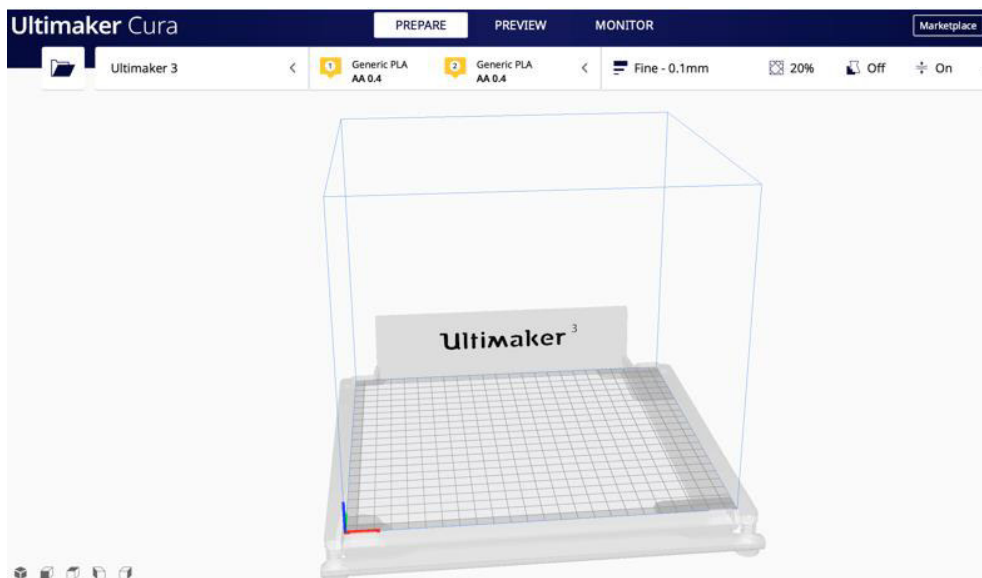 Ultimaker Cura PREPARE PREVIEW MONITOR Marketplace
Ultimaker 3 < 1 Generic PLA 2 Generic PLA < Fine - 0.1mm 20% Off On
AA 0.4 AA 0.4
Ultimaker 3